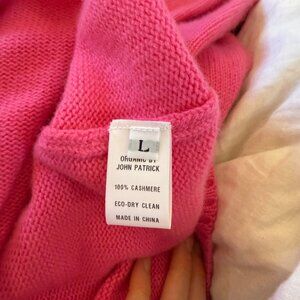 L
ORGANIC BY
JOHN PATRICK
100% CASHMERE
ECO-DRY CLEAN
MADE IN CHINA